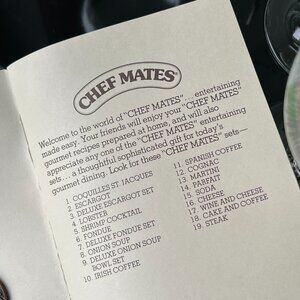 CHEF MATES®
Welcome to the world of "CHEF MATES"... entertaining
made easy. Your friends will enjoy your "CHEF MATES"
gourmet recipes prepared at home, and will also
appreciate any one of the "CHEF MATES" entertaining
sets... a thoughtful sophisticated gift for today's
gourmet dining. Look for these "CHEF MATES" sets—
1. COQUILLES ST. JACQUES
2. ESCARGOT
3. DELUXE ESCARGOT SET
4. LOBSTER
5. SHRIMP COCKTAIL
6. FONDUE
7. DELUXE FONDUE SET
8. ONION SOUP
9. DELUXE ONION SOUP
BOWL SET
10. IRISH COFFEE
11. SPANISH COFFEE
12. COGNAC
13. MARTINI
14. PARFAIT
15. SODA
16. CHEESE
17. WINE AND CHEESE
18. CAKE AND COFFEE
19. STEAK